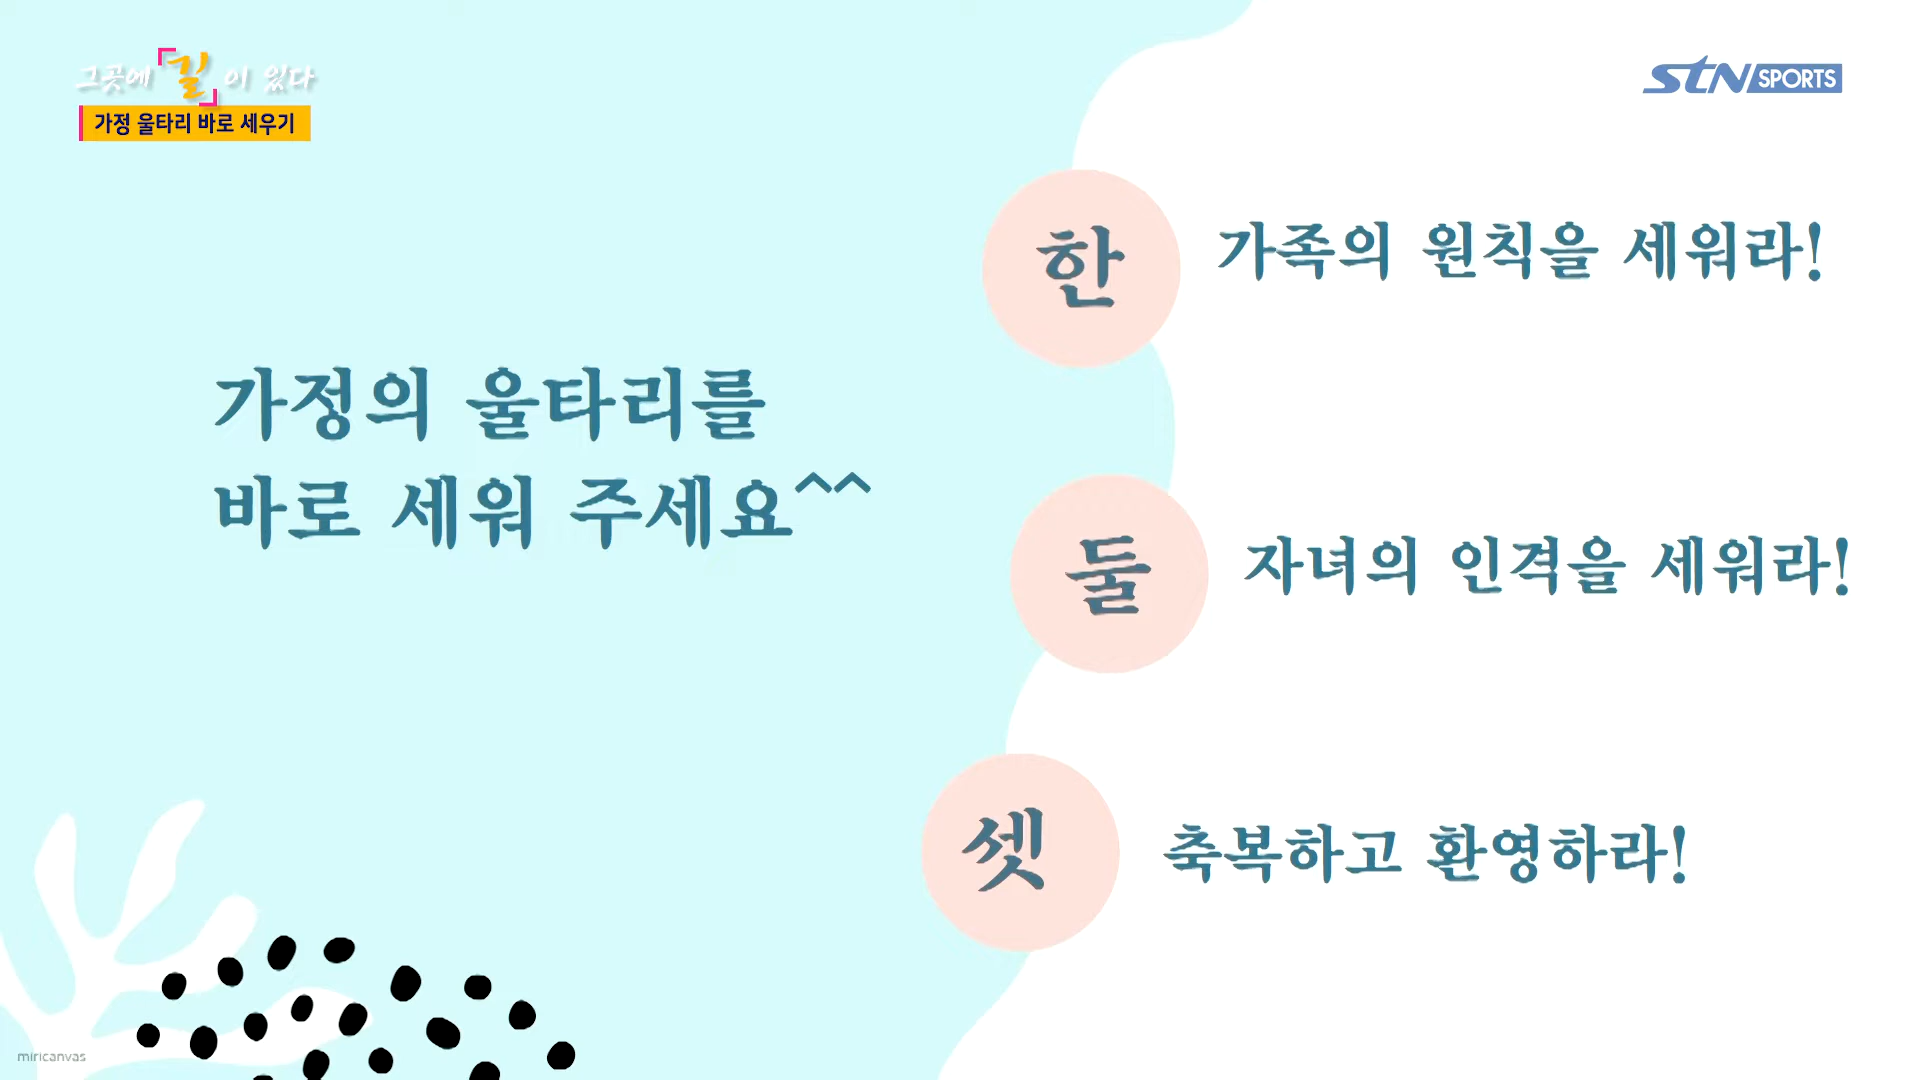 그곳에 「길」이 있다
가정 울타리 바로 세우기
STN SPORTS
가정의 울타리를
바로 세워 주세요^^
한 가족의 원칙을 세워라!
둘 자녀의 인격을 세워라!
셋 축복하고 환영하라!
miricanvas